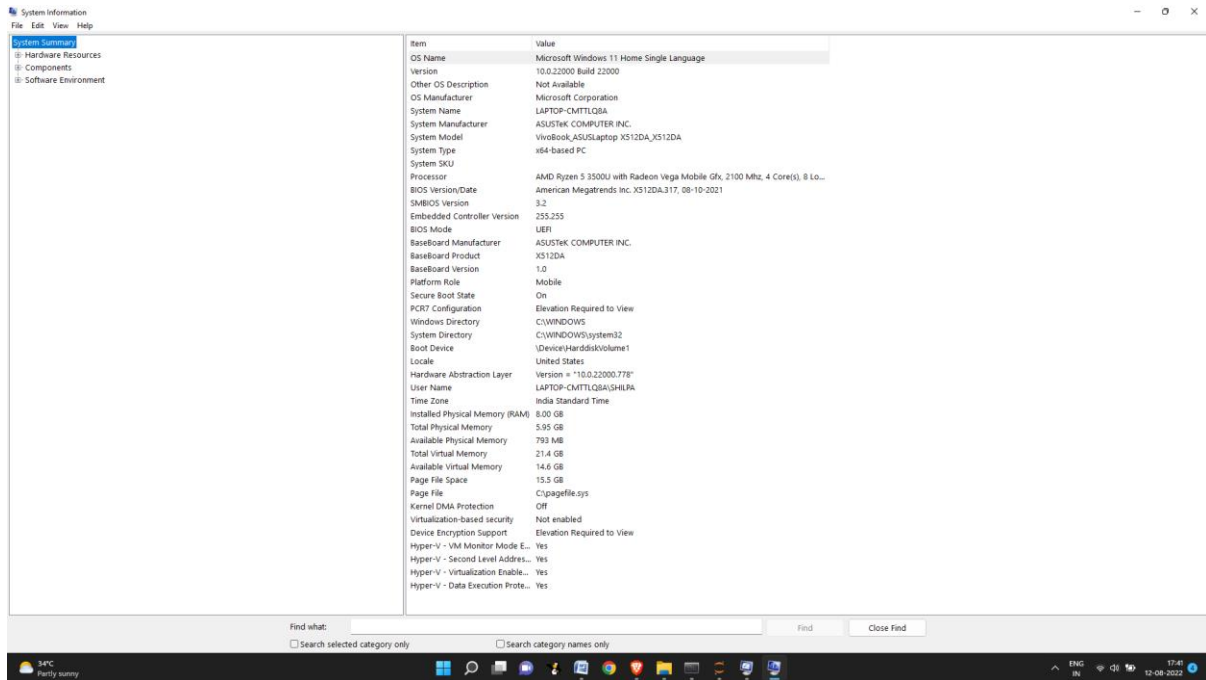 System Information
File Edit View Help
System Summary
Hardware Resources
Components
Software Environment
Item Value
OS Name Microsoft Windows 11 Home Single Language
Version 10.0.22000 Build 22000
Other OS Description Not Available
OS Manufacturer Microsoft Corporation
System Name LAPTOP-CMTTLQ8A
System Manufacturer ASUSTeK COMPUTER INC.
System Model VivoBook_ASUSLaptop X512DA_X512DA
System Type x64-based PC
System SKU
Processor AMD Ryzen 5 3500U with Radeon Vega Mobile Gfx, 2100 Mhz, 4 Core(s), 8 Lo...
BIOS Version/Date American Megatrends Inc. X512DA.317, 08-10-2021
SMBIOS Version 3.2
Embedded Controller Version 255.255
BIOS Mode UEFI
BaseBoard Manufacturer ASUSTeK COMPUTER INC.
BaseBoard Product X512DA
BaseBoard Version 1.0
Platform Role Mobile
Secure Boot State On
PCR7 Configuration Elevation Required to View
Windows Directory C:\WINDOWS
System Directory C:\WINDOWS\system32
Boot Device \Device\HarddiskVolume1
Locale United States
Hardware Abstraction Layer Version = "10.0.22000.778"
User Name LAPTOP-CMTTLQ8A\SHILPA
Time Zone India Standard Time
Installed Physical Memory (RAM) 8.00 GB
Total Physical Memory 5.95 GB
Available Physical Memory 793 MB
Total Virtual Memory 21.4 GB
Available Virtual Memory 14.6 GB
Page File Space 15.5 GB
Page File C:\pagefile.sys
Kernel DMA Protection Off
Virtualization-based security Not enabled
Device Encryption Support Elevation Required to View
Hyper-V - VM Monitor Mode E... Yes
Hyper-V - Second Level Addres... Yes
Hyper-V - Virtualization Enable... Yes
Hyper-V - Data Execution Prote... Yes
Find what: Find Close Find
Search selected category only Search category names only
34°C
Partly sunny
ENG
IN
17:41
12-08-2022